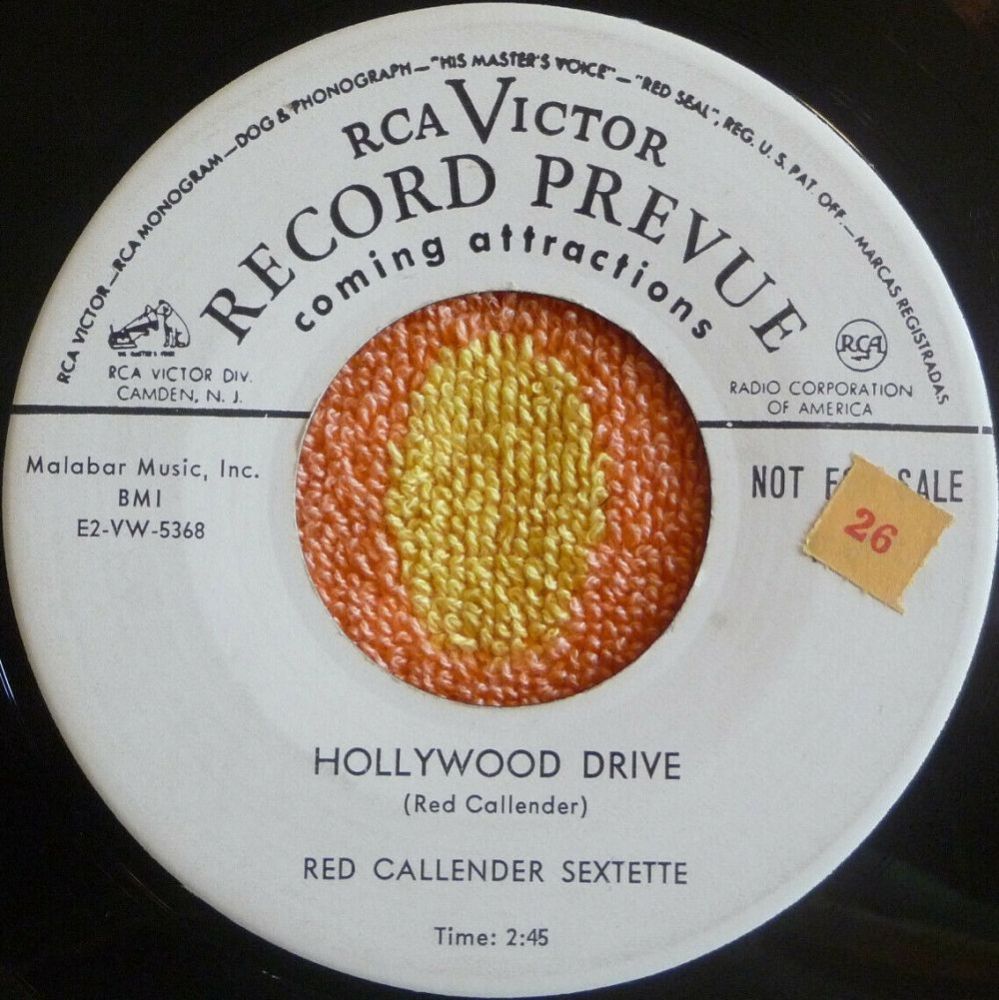 RCA VICTOR—RCA MONOGRAM—DOG & PHONOGRAPH—"HIS MASTER'S VOICE"—"RED SEAL", REG. U. S. PAT. OFF.—MARCAS REGISTRADAS
RCA VICTOR
RECORD PREVUE
coming attractions
RCA VICTOR DIV.
CAMDEN, N. J.
RCA
RADIO CORPORATION
OF AMERICA
Malabar Music, Inc.
BMI
E2-VW-5368
NOT F SALE
26
HOLLYWOOD DRIVE
(Red Callender)
RED CALLENDER SEXTETTE
Time: 2:45